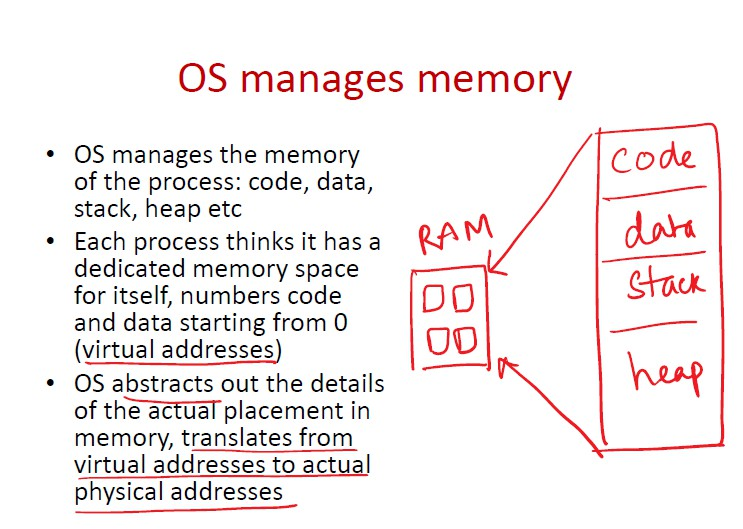 OS manages memory
• OS manages the memory
of the process: code, data,
stack, heap etc
• Each process thinks it has a
dedicated memory space
for itself, numbers code
and data starting from 0
(virtual addresses)
• OS abstracts out the details
of the actual placement in
memory, translates from
virtual addresses to actual
physical addresses
RAM
code
data
stack
heap